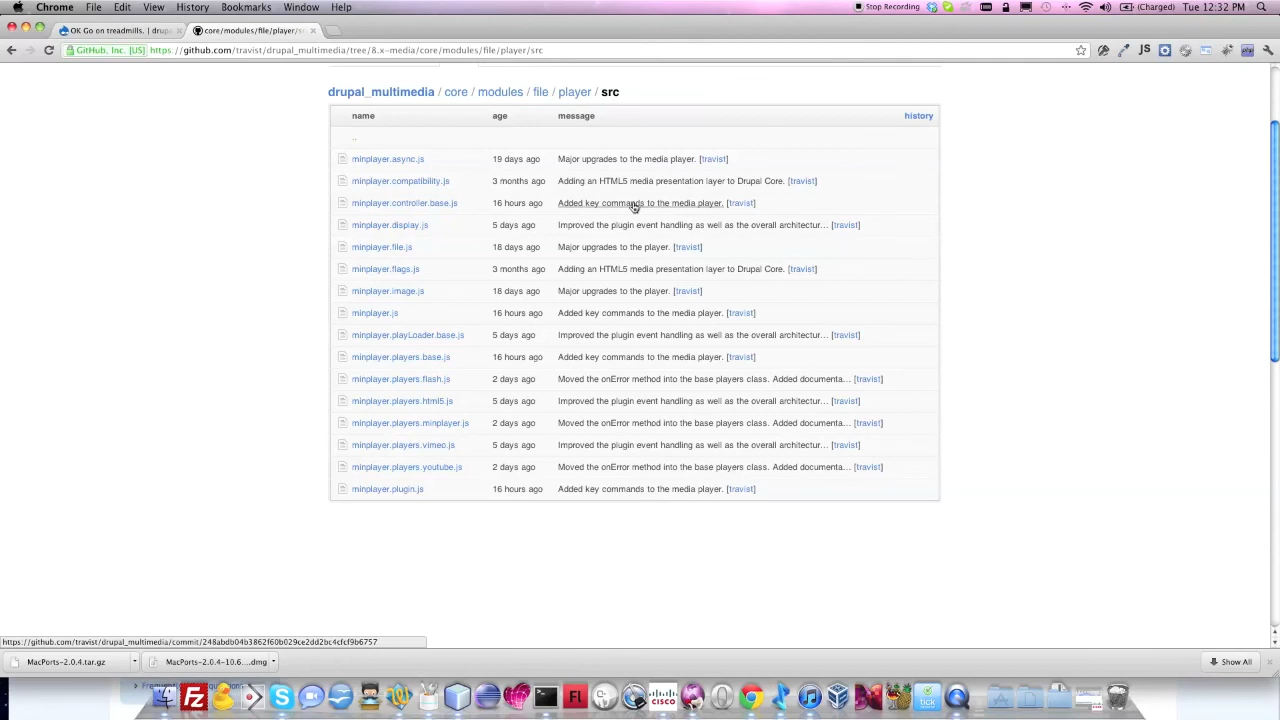 Chrome File Edit View History Bookmarks Window Help Stop Recording (Charged) Tue 12:32 PM
OK Go on treadmills. | drup core/modules/file/player/sr
GitHub, Inc. [US] https://github.com/travist/drupal_multimedia/tree/8.x-media/core/modules/file/player/src JS
drupal_multimedia / core / modules / file / player / src
name age message history
..
minplayer.async.js 19 days ago Major upgrades to the media player. [travist]
minplayer.compatibility.js 3 months ago Adding an HTML5 media presentation layer to Drupal Core. [travist]
minplayer.controller.base.js 16 hours ago Added key commands to the media player. [travist]
minplayer.display.js 5 days ago Improved the plugin event handling as well as the overall architectur... [travist]
minplayer.file.js 18 days ago Major upgrades to the player. [travist]
minplayer.flags.js 3 months ago Adding an HTML5 media presentation layer to Drupal Core. [travist]
minplayer.image.js 18 days ago Major upgrades to the player. [travist]
minplayer.js 16 hours ago Added key commands to the media player. [travist]
minplayer.playLoader.base.js 5 days ago Improved the plugin event handling as well as the overall architectur... [travist]
minplayer.players.base.js 16 hours ago Added key commands to the media player. [travist]
minplayer.players.flash.js 2 days ago Moved the onError method into the base players class. Added documenta... [travist]
minplayer.players.html5.js 5 days ago Improved the plugin event handling as well as the overall architectur... [travist]
minplayer.players.minplayer.js 2 days ago Moved the onError method into the base players class. Added documenta... [travist]
minplayer.players.vimeo.js 5 days ago Improved the plugin event handling as well as the overall architectur... [travist]
minplayer.players.youtube.js 2 days ago Moved the onError method into the base players class. Added documenta... [travist]
minplayer.plugin.js 16 hours ago Added key commands to the media player. [travist]
https://github.com/travist/drupal_multimedia/commit/248abdb04b3862f60b029ce2dd2bc4cfcf9b6757
MacPorts-2.0.4.tar.gz MacPorts-2.0.4-10.6....dmg Show All
Fz Fl CISCO tick